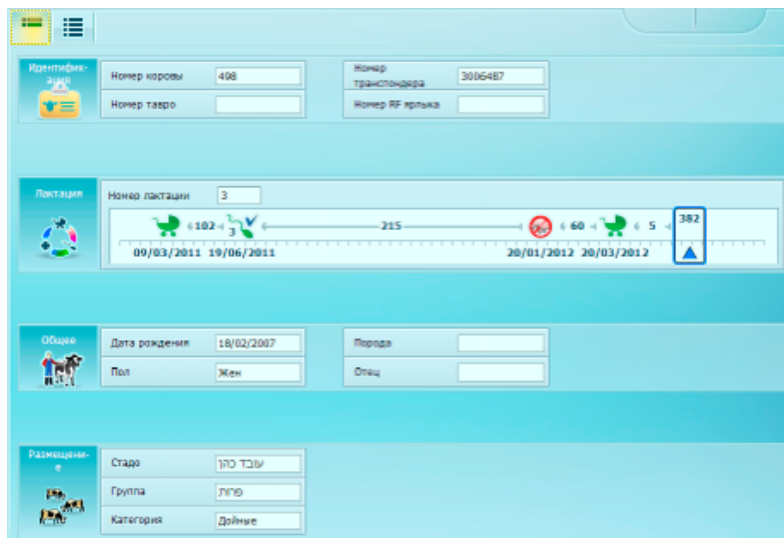 Идентифик-
ация
Номер коровы 498
Номер транспондера 3006487
Номер тавро
Номер RF ярлыка
Лактация
Номер лактации 3
102 3 215 60 5 382
09/03/2011 19/06/2011 20/01/2012 20/03/2012
Общее
Дата рождения 18/02/2007
Порода
Пол Жен
Отец
Размещени-
е
Стадо עובד כהן
Группа פרות
Категория Дойные